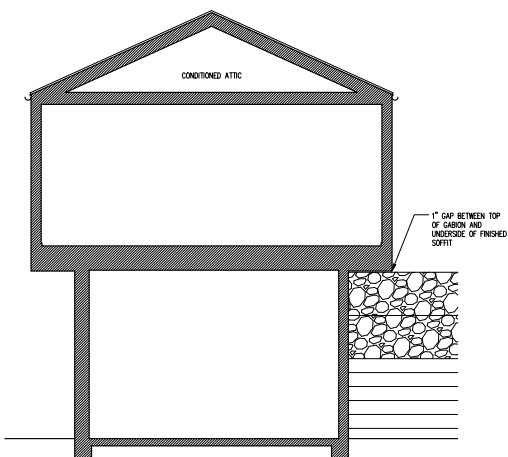 CONDITIONED ATTIC
1" GAP BETWEEN TOP
OF GABION AND
UNDERSIDE OF FINISHED
SOFFIT